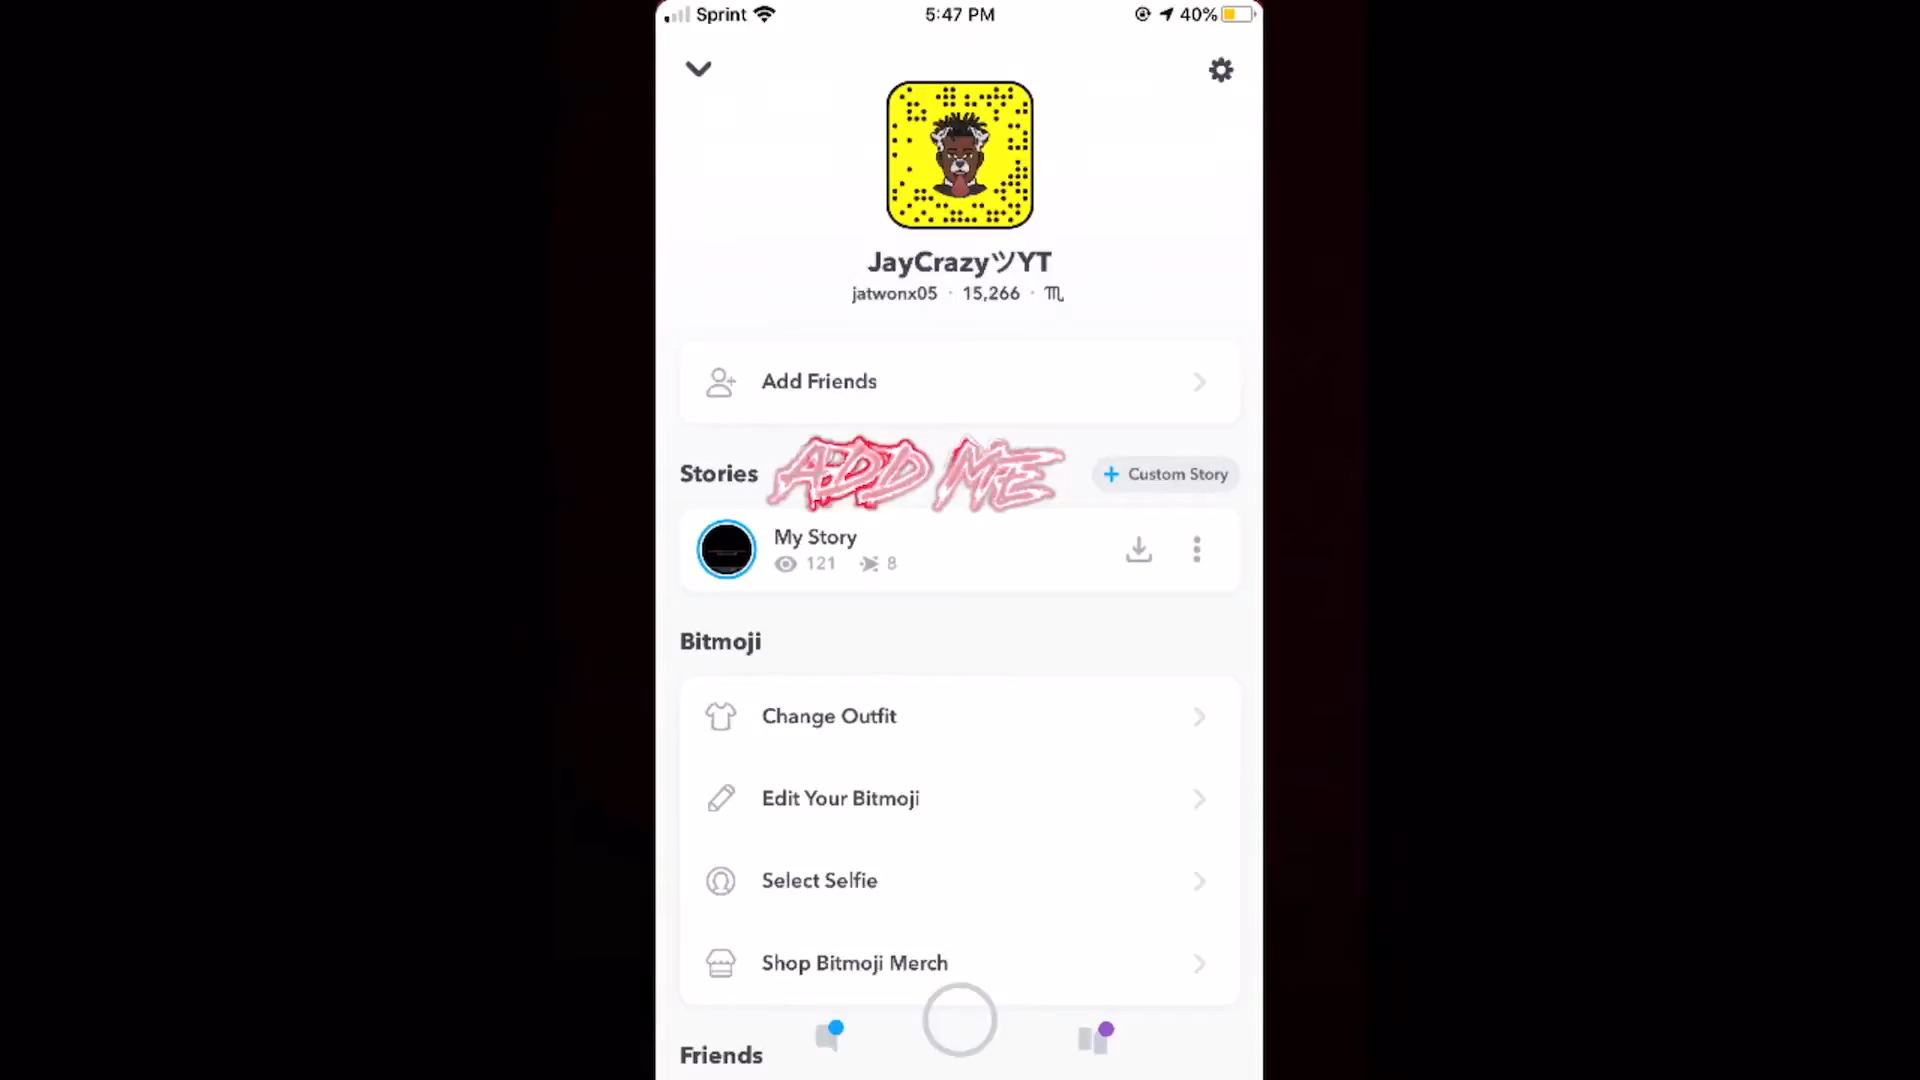 Sprint 5:47 PM 40%
JayCrazyツYT
jatwonx05 · 15,266 · ♏
Add Friends
Stories ADD ME + Custom Story
My Story
121 8
Bitmoji
Change Outfit
Edit Your Bitmoji
Select Selfie
Shop Bitmoji Merch
Friends